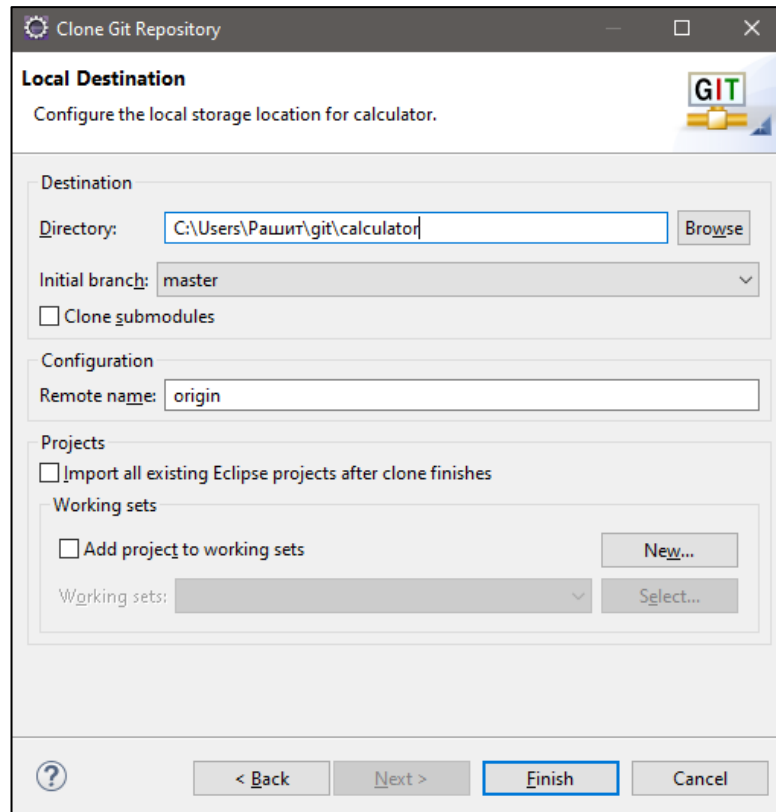 Clone Git Repository
Local Destination
Configure the local storage location for calculator.
GIT
Destination
Directory: C:\Users\Рашит\git\calculator Browse
Initial branch: master
Clone submodules
Configuration
Remote name: origin
Projects
Import all existing Eclipse projects after clone finishes
Working sets
Add project to working sets New...
Working sets: Select...
? < Back Next > Finish Cancel